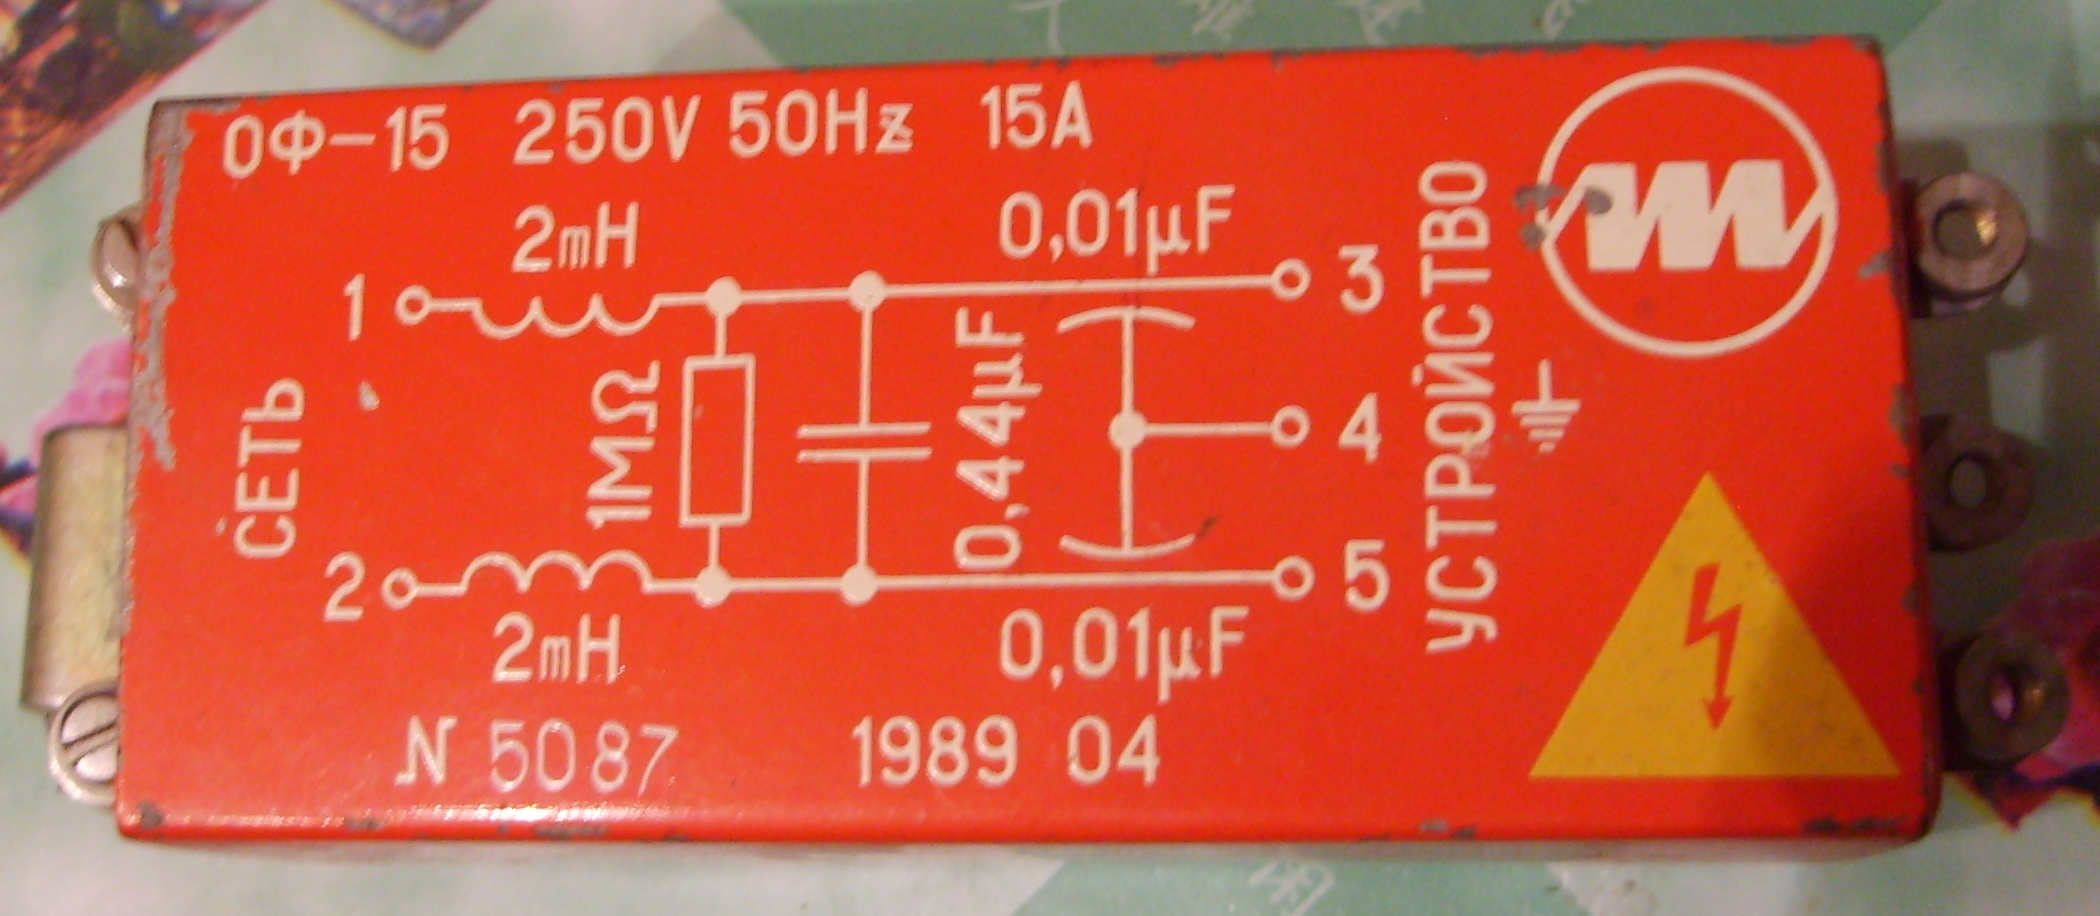 ОФ-15 250V 50Hz 15A
2mH
0,01µF
1
3
СЕТЬ
1MΩ
0,44µF
4
УСТРОЙСТВО
2
5
2mH
0,01µF
N 5087 1989 04